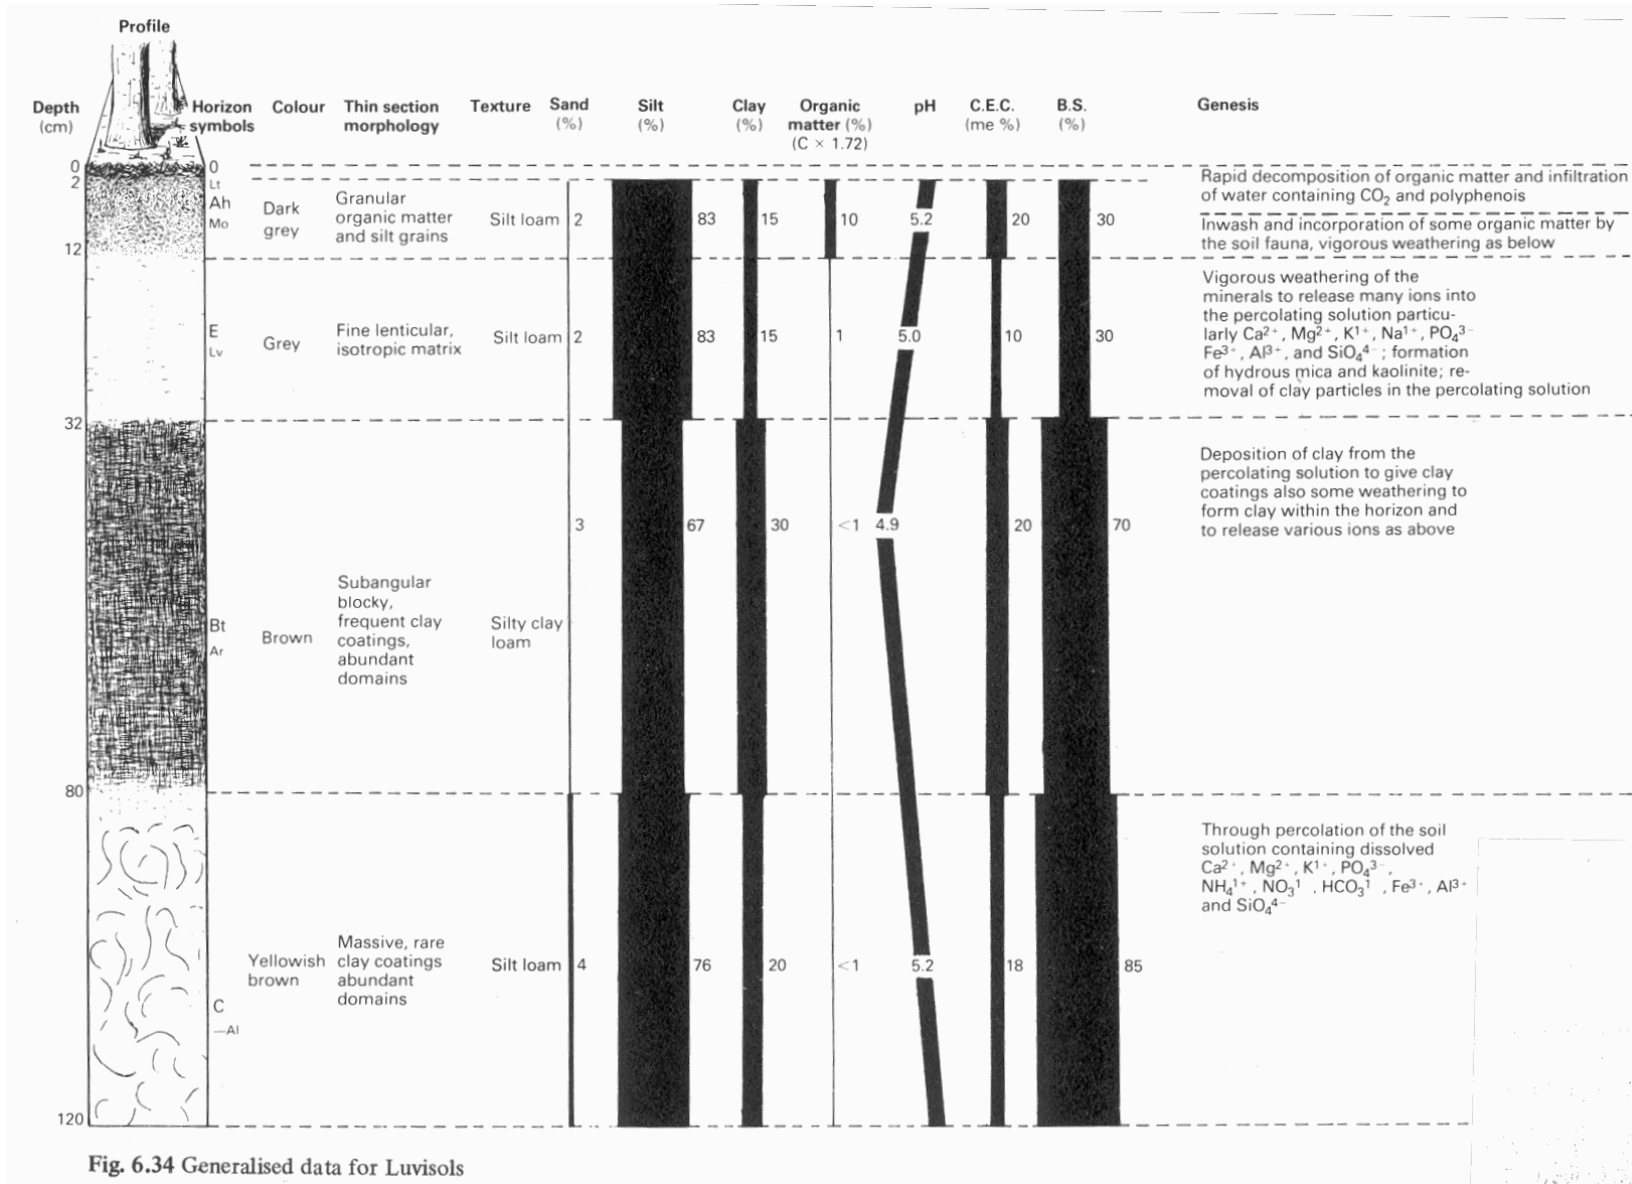 Profile
Depth
(cm)
Horizon
symbols
Colour
Thin section
morphology
Texture
Sand
(%)
Silt
(%)
Clay
(%)
Organic
matter (%)
(C × 1.72)
pH
C.E.C.
(me %)
B.S.
(%)
Genesis
0
0
Rapid decomposition of organic matter and infiltration
of water containing CO₂ and polyphenois
2
Lt
Ah
Mo
Dark
grey
Granular
organic matter
and silt grains
Silt loam
2
83
15
10
5.2
20
30
Inwash and incorporation of some organic matter by
the soil fauna, vigorous weathering as below
12
E
Lv
Grey
Fine lenticular,
isotropic matrix
Silt loam
2
83
15
1
5.0
10
30
Vigorous weathering of the
minerals to release many ions into
the percolating solution particu-
larly Ca²⁺, Mg²⁺, K¹⁺, Na¹⁺, PO₄³⁻
Fe³⁺, Al³⁺, and SiO₄⁴⁻; formation
of hydrous mica and kaolinite; re-
moval of clay particles in the percolating solution
32
Bt
Ar
Brown
Subangular
blocky,
frequent clay
coatings,
abundant
domains
Silty clay
loam
3
67
30
<1
4.9
20
70
Deposition of clay from the
percolating solution to give clay
coatings also some weathering to
form clay within the horizon and
to release various ions as above
80
C
—Al
Yellowish
brown
Massive, rare
clay coatings
abundant
domains
Silt loam
4
76
20
<1
5.2
18
85
Through percolation of the soil
solution containing dissolved
Ca²⁺, Mg²⁺, K¹⁺, PO₄³⁻,
NH₄¹⁺, NO₃¹, HCO₃¹, Fe³⁺, Al³⁺
and SiO₄⁴⁻
120
Fig. 6.34 Generalised data for Luvisols